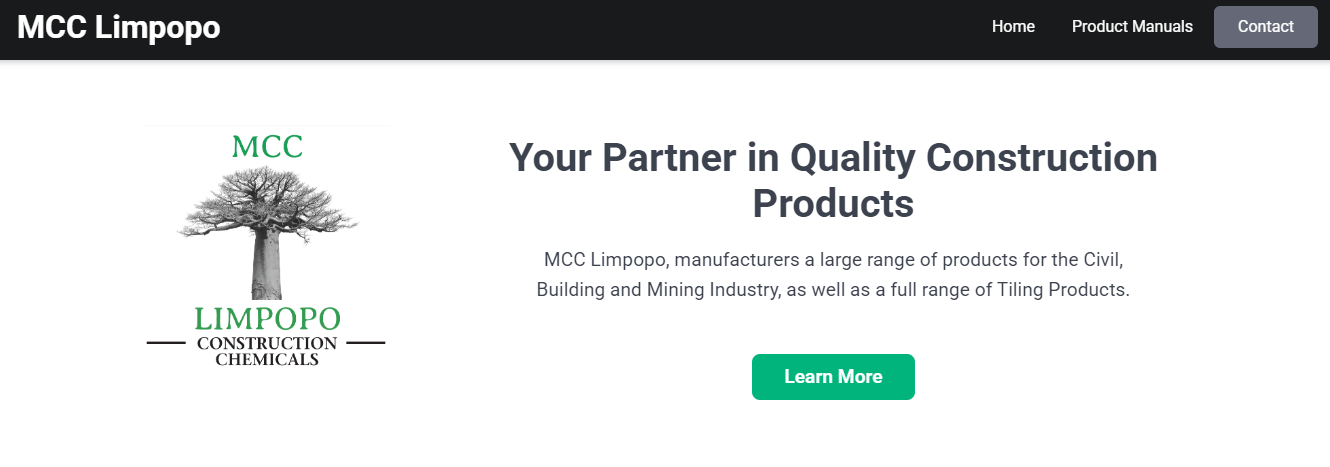 MCC Limpopo
Home
Product Manuals
Contact
MCC
LIMPOPO
CONSTRUCTION
CHEMICALS
Your Partner in Quality Construction
Products
MCC Limpopo, manufacturers a large range of products for the Civil,
Building and Mining Industry, as well as a full range of Tiling Products.
Learn More